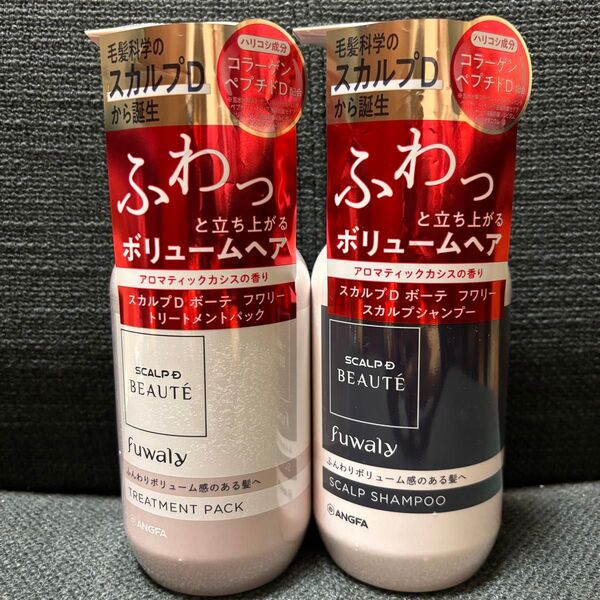 毛髪科学の
スカルプD
から誕生
ハリコシ成分
コラーゲン
ペプチドD配合
ふわっ
と立ち上がる
ボリュームヘア
アロマティックカシスの香り
スカルプD ボーテ フワリー
トリートメントパック
SCALP D
BEAUTÉ
fuwaly
ふんわりボリューム感のある髪へ
TREATMENT PACK
ANGFA
毛髪科学の
スカルプD
から誕生
ハリコシ成分
コラーゲン
ペプチドD配合
ふわっ
と立ち上がる
ボリュームヘア
アロマティックカシスの香り
スカルプD ボーテ フワリー
スカルプシャンプー
SCALP D
BEAUTÉ
fuwaly
ふんわりボリューム感のある髪へ
SCALP SHAMPOO
ANGFA